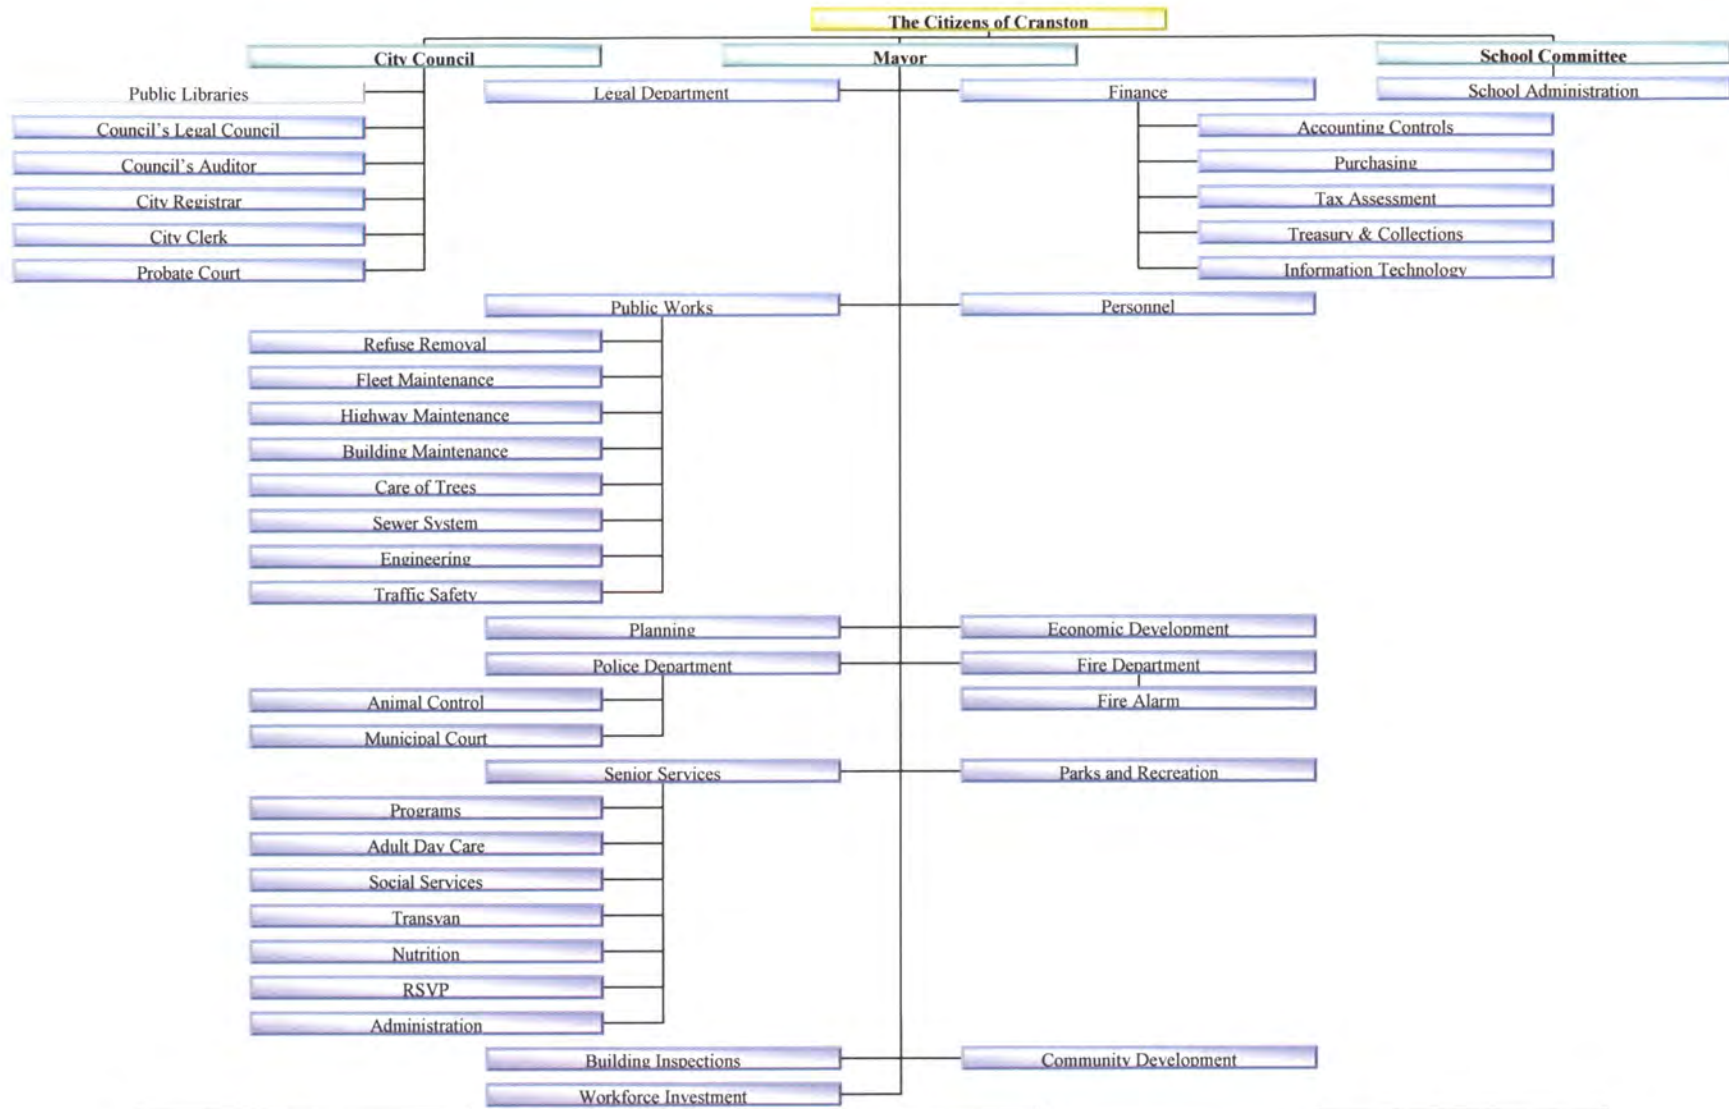 The Citizens of Cranston
City Council
Mayor
School Committee
Public Libraries
Legal Department
Finance
School Administration
Council's Legal Council
Accounting Controls
Council's Auditor
Purchasing
City Registrar
Tax Assessment
City Clerk
Treasury & Collections
Probate Court
Information Technology
Public Works
Personnel
Refuse Removal
Fleet Maintenance
Highway Maintenance
Building Maintenance
Care of Trees
Sewer System
Engineering
Traffic Safety
Planning
Economic Development
Police Department
Fire Department
Animal Control
Fire Alarm
Municipal Court
Senior Services
Parks and Recreation
Programs
Adult Day Care
Social Services
Transvan
Nutrition
RSVP
Administration
Building Inspections
Community Development
Workforce Investment